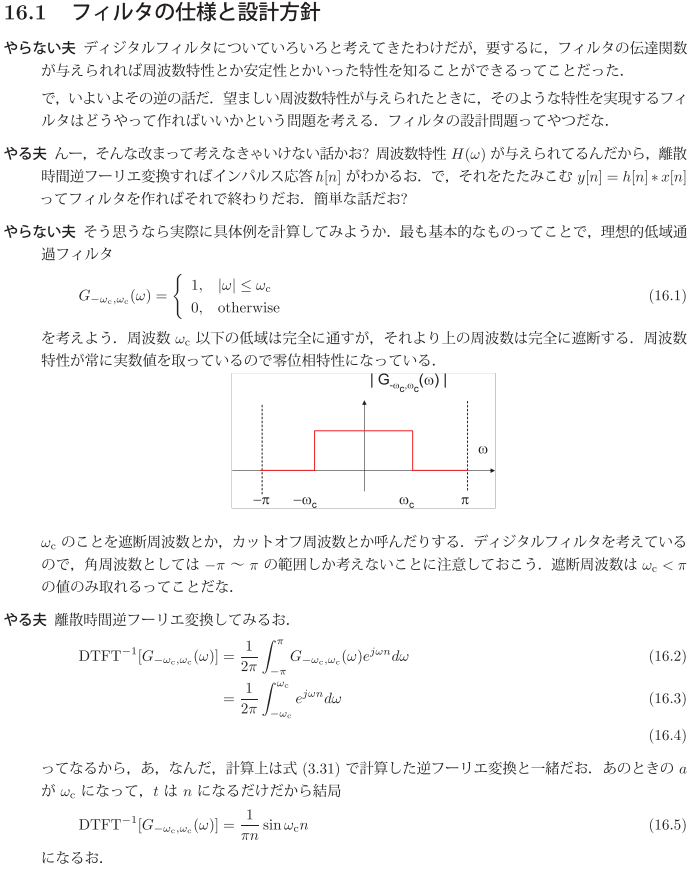 16.1 フィルタの仕様と設計方針
やらない夫 ディジタルフィルタについていろいろと考えてきたわけだが，要するに，フィルタの伝達関数
が与えられれば周波数特性とか安定性とかいった特性を知ることができるってことだった．
で，いよいよその逆の話だ．望ましい周波数特性が与えられたときに，そのような特性を実現するフィ
ルタはどうやって作ればいいかという問題を考える．フィルタの設計問題ってやつだな．
やる夫 んー，そんな改まって考えなきゃいけない話かお? 周波数特性 H(ω) が与えられてるんだから，離散
時間逆フーリエ変換すればインパルス応答 h[n] がわかるお．で，それをたたみこむ y[n] = h[n] * x[n]
ってフィルタを作ればそれで終わりだお．簡単な話だお?
やらない夫 そう思うなら実際に具体例を計算してみようか．最も基本的なものってことで，理想的低域通
過フィルタ
G_{−ω_c,ω_c}(ω) = { 1, |ω| ≤ ω_c
0, otherwise (16.1)
を考えよう．周波数 ω_c 以下の低域は完全に通すが，それより上の周波数は完全に遮断する．周波数
特性が常に実数値を取っているので零位相特性になっている．
| G_{-ω_c,ω_c}(ω) |
ω
−π −ω_c ω_c π
ω_c のことを遮断周波数とか，カットオフ周波数とか呼んだりする．ディジタルフィルタを考えている
ので，角周波数としては −π 〜 π の範囲しか考えないことに注意しておこう．遮断周波数は ω_c < π
の値のみ取れるってことだな．
やる夫 離散時間逆フーリエ変換してみるお．
DTFT^{−1}[G_{−ω_c,ω_c}(ω)] = \frac{1}{2π} ∫_{−π}^{π} G_{−ω_c,ω_c}(ω)e^{jωn}dω (16.2)
= \frac{1}{2π} ∫_{−ω_c}^{ω_c} e^{jωn}dω (16.3)
(16.4)
ってなるから，あ，なんだ，計算上は式 (3.31) で計算した逆フーリエ変換と一緒だお．あのときの a
が ω_c になって，t は n になるだけだから結局
DTFT^{−1}[G_{−ω_c,ω_c}(ω)] = \frac{1}{πn} sin ω_c n (16.5)
になるお．